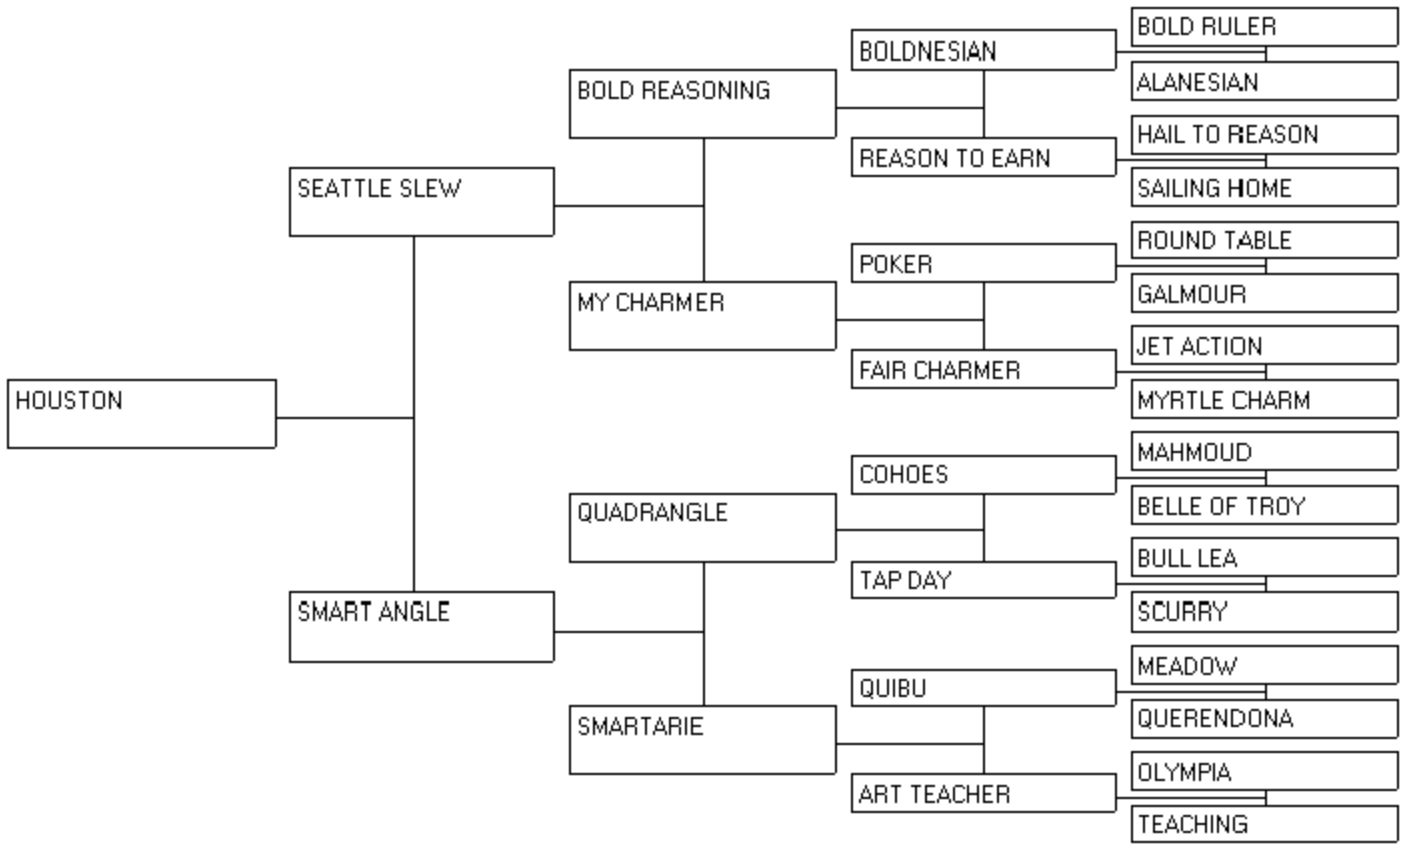 BOLD RULER
BOLDNESIAN
ALANESIAN
BOLD REASONING
HAIL TO REASON
REASON TO EARN
SAILING HOME
SEATTLE SLEW
ROUND TABLE
POKER
GALMOUR
MY CHARMER
JET ACTION
FAIR CHARMER
MYRTLE CHARM
HOUSTON
MAHMOUD
COHOES
BELLE OF TROY
QUADRANGLE
BULL LEA
TAP DAY
SCURRY
SMART ANGLE
MEADOW
QUIBU
QUERENDONA
SMARTARIE
OLYMPIA
ART TEACHER
TEACHING